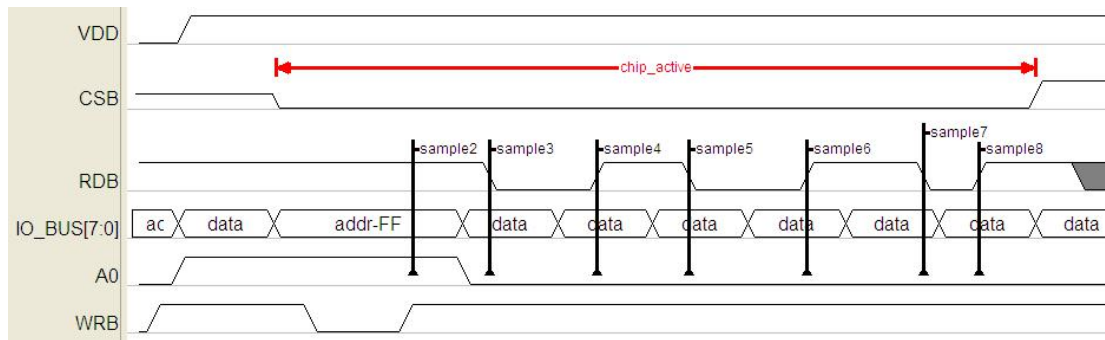 VDD
chip_active
CSB
sample2 sample3 sample4 sample5 sample6 sample7 sample8
RDB
IO_BUS[7:0] ac data addr-FF data data data data data data data
A0
WRB